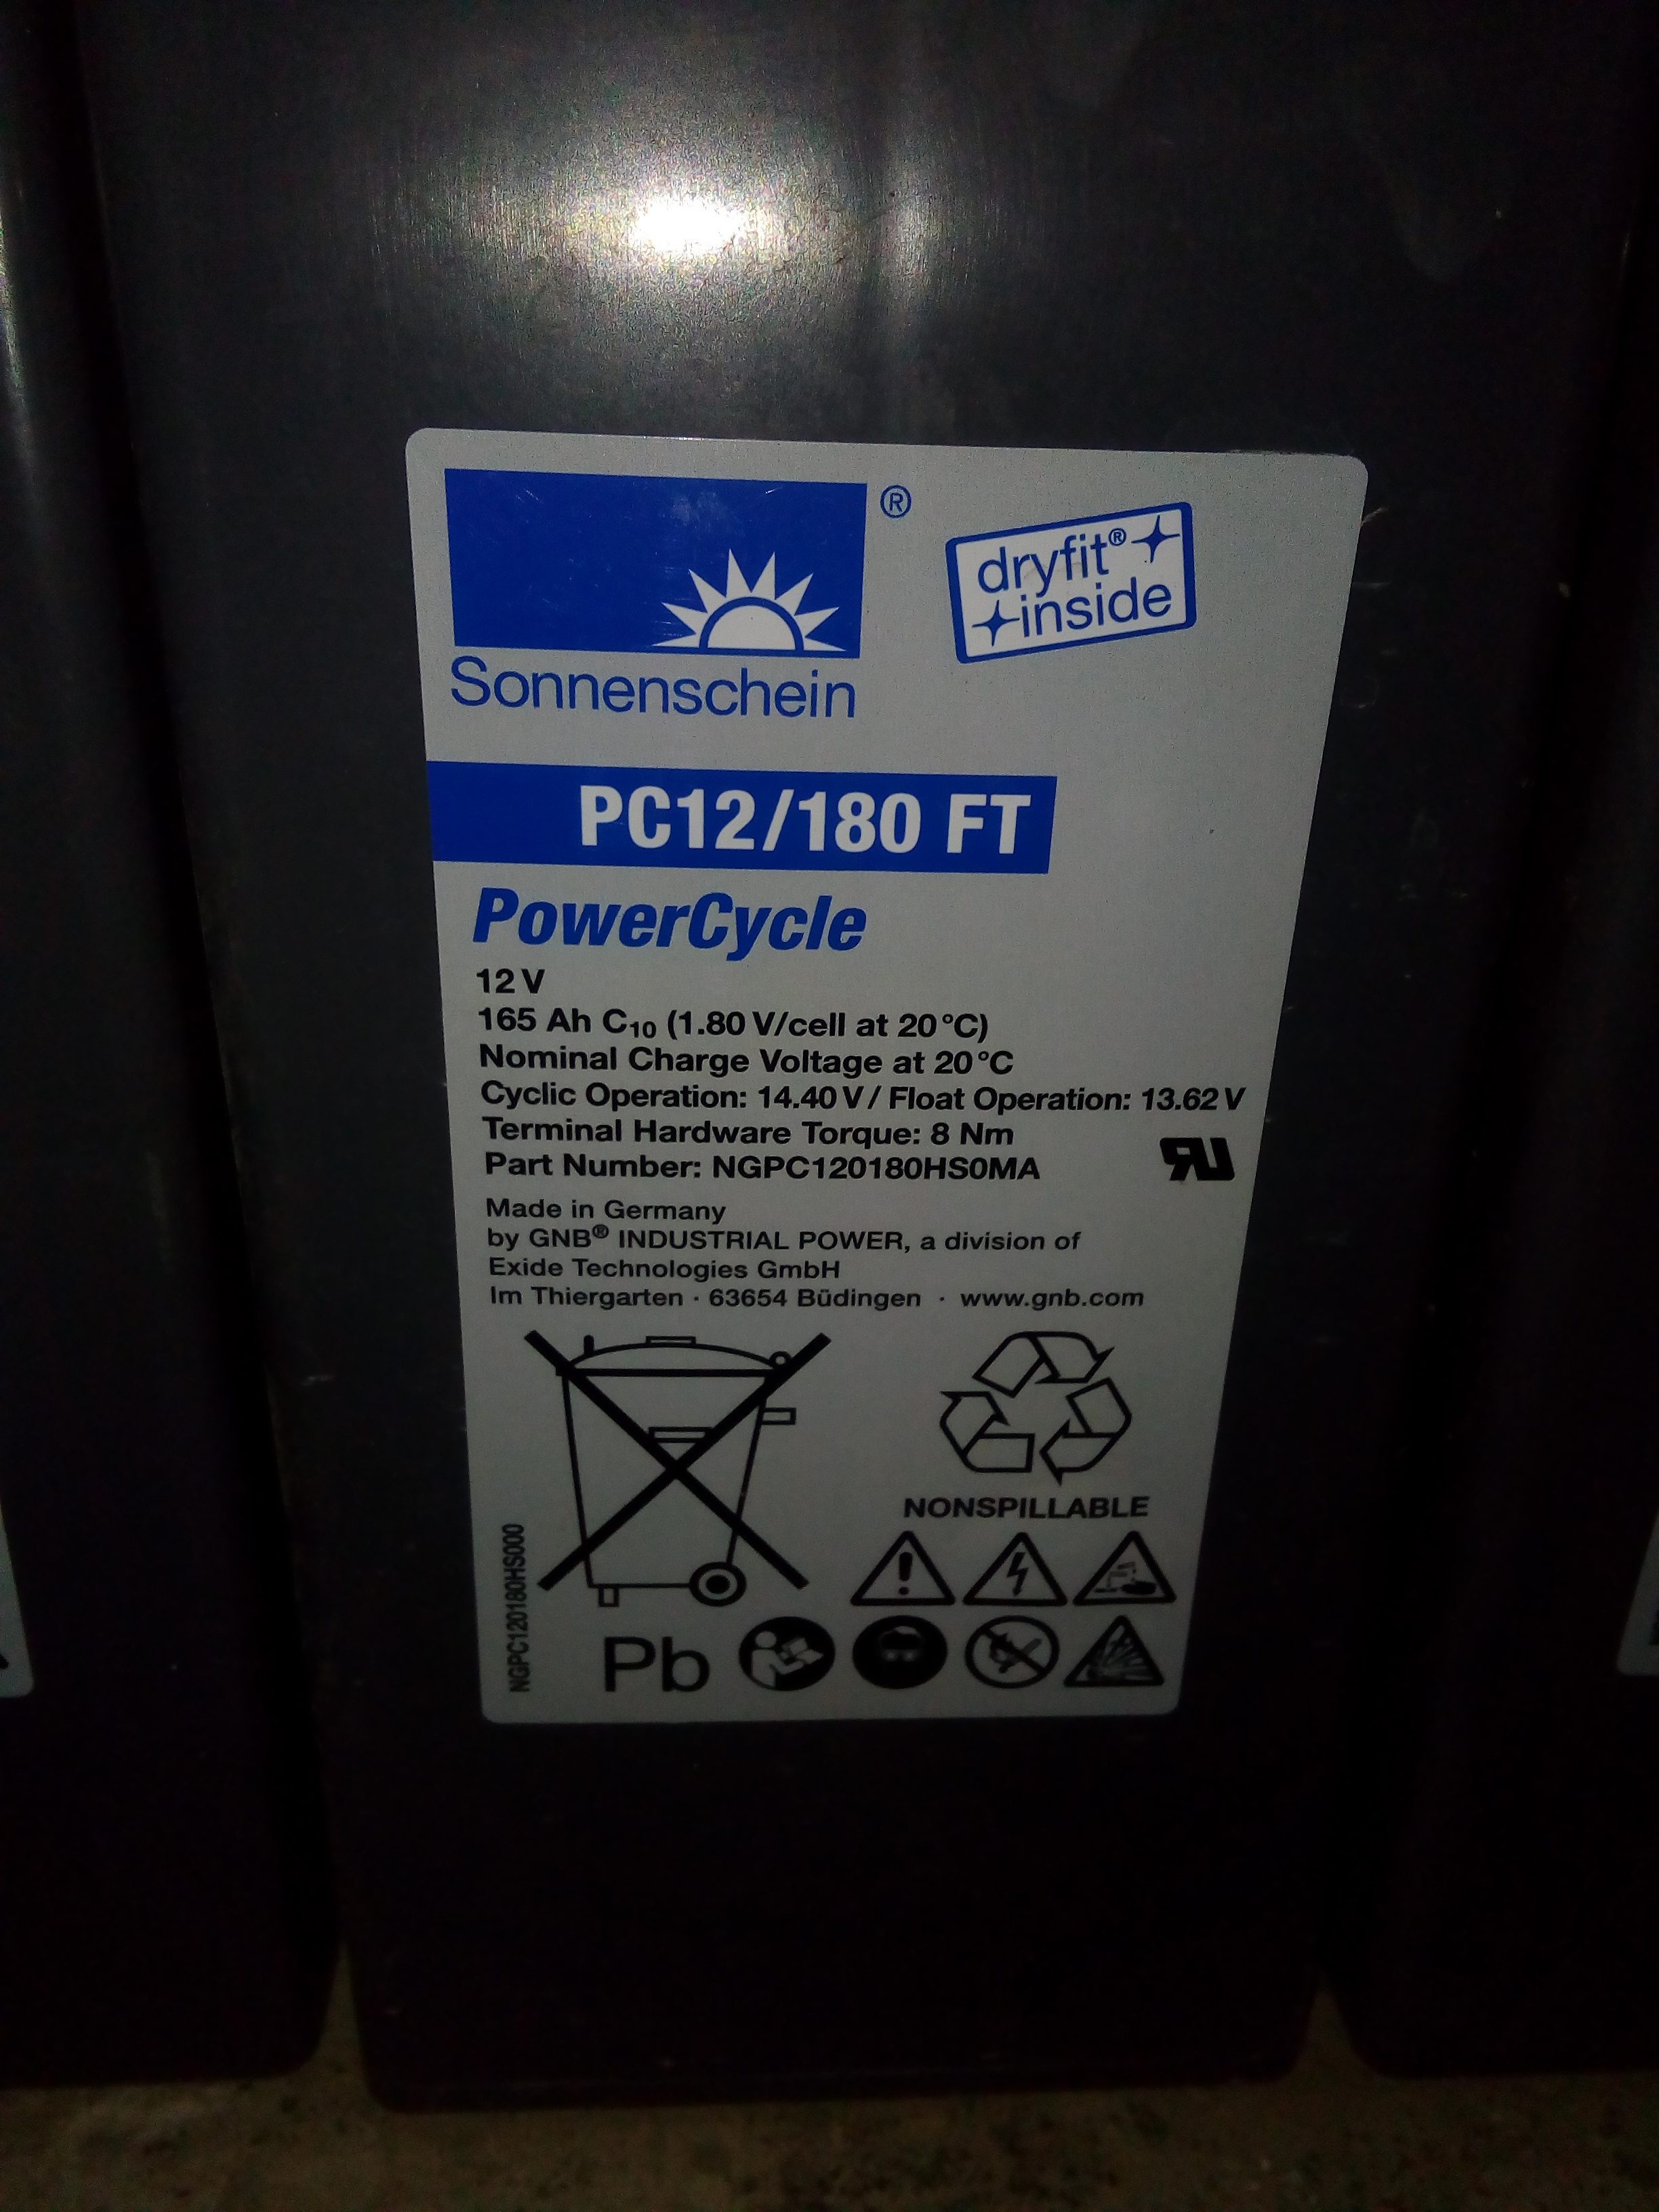 ®
dryfit®
inside
Sonnenschein
PC12/180 FT
PowerCycle
12 V
165 Ah C₁₀ (1.80 V/cell at 20 °C)
Nominal Charge Voltage at 20 °C
Cyclic Operation: 14.40 V / Float Operation: 13.62 V
Terminal Hardware Torque: 8 Nm
Part Number: NGPC120180HS0MA
Made in Germany
by GNB® INDUSTRIAL POWER, a division of
Exide Technologies GmbH
Im Thiergarten · 63654 Büdingen · www.gnb.com
NONSPILLABLE
NGPC120180HS000
Pb